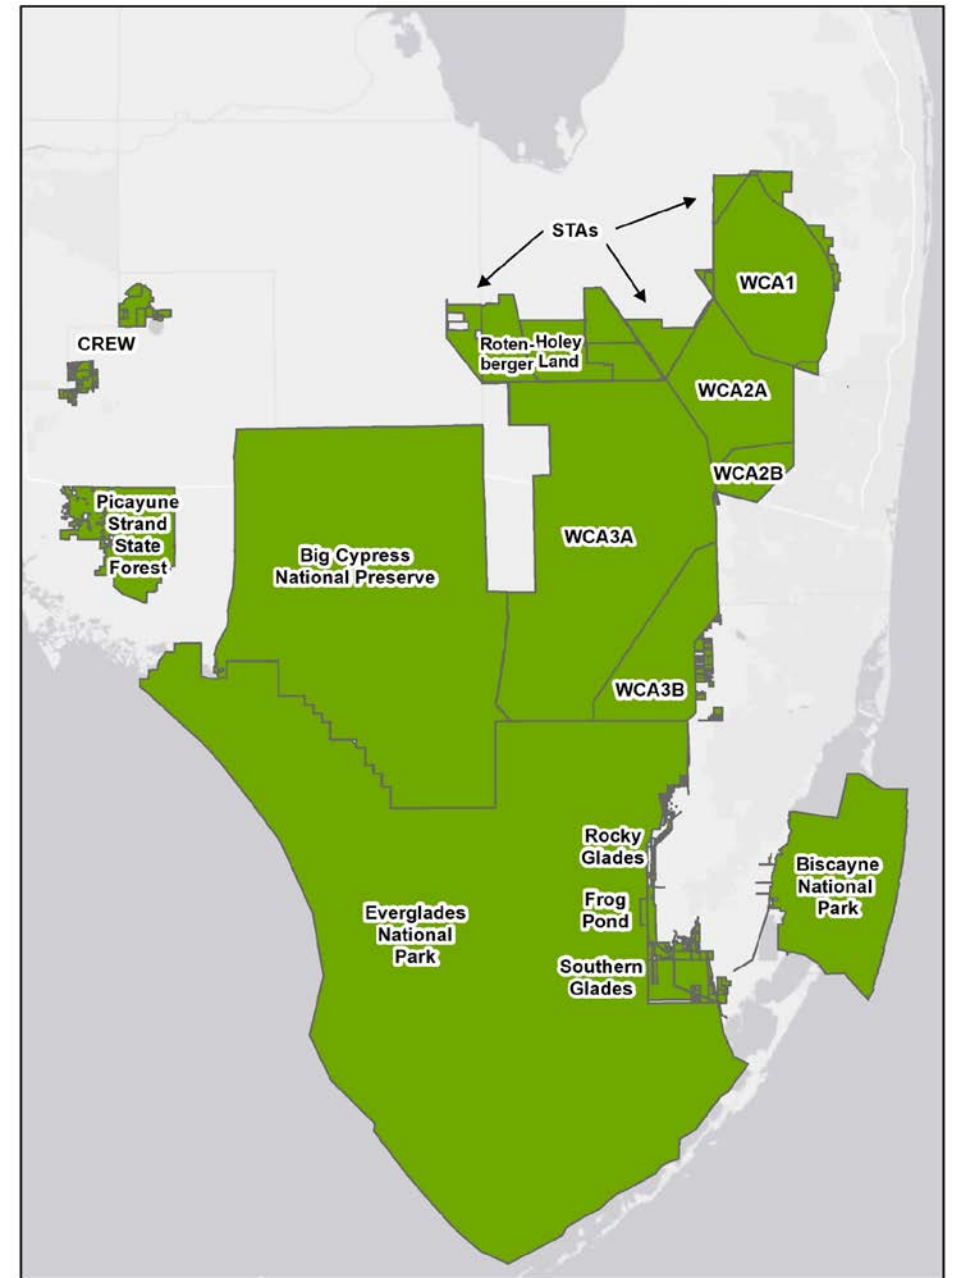 STAs
WCA1
CREW
Roten-
berger
Holey
Land
WCA2A
WCA2B
Picayune
Strand
State
Forest
WCA3A
Big Cypress
National Preserve
WCA3B
Rocky
Glades
Biscayne
National
Park
Frog
Pond
Everglades
National
Park
Southern
Glades